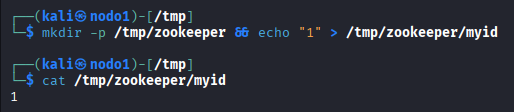 ┌──(kali㉿nodo1)-[/tmp]
└─$ mkdir -p /tmp/zookeeper && echo "1" > /tmp/zookeeper/myid
┌──(kali㉿nodo1)-[/tmp]
└─$ cat /tmp/zookeeper/myid
1